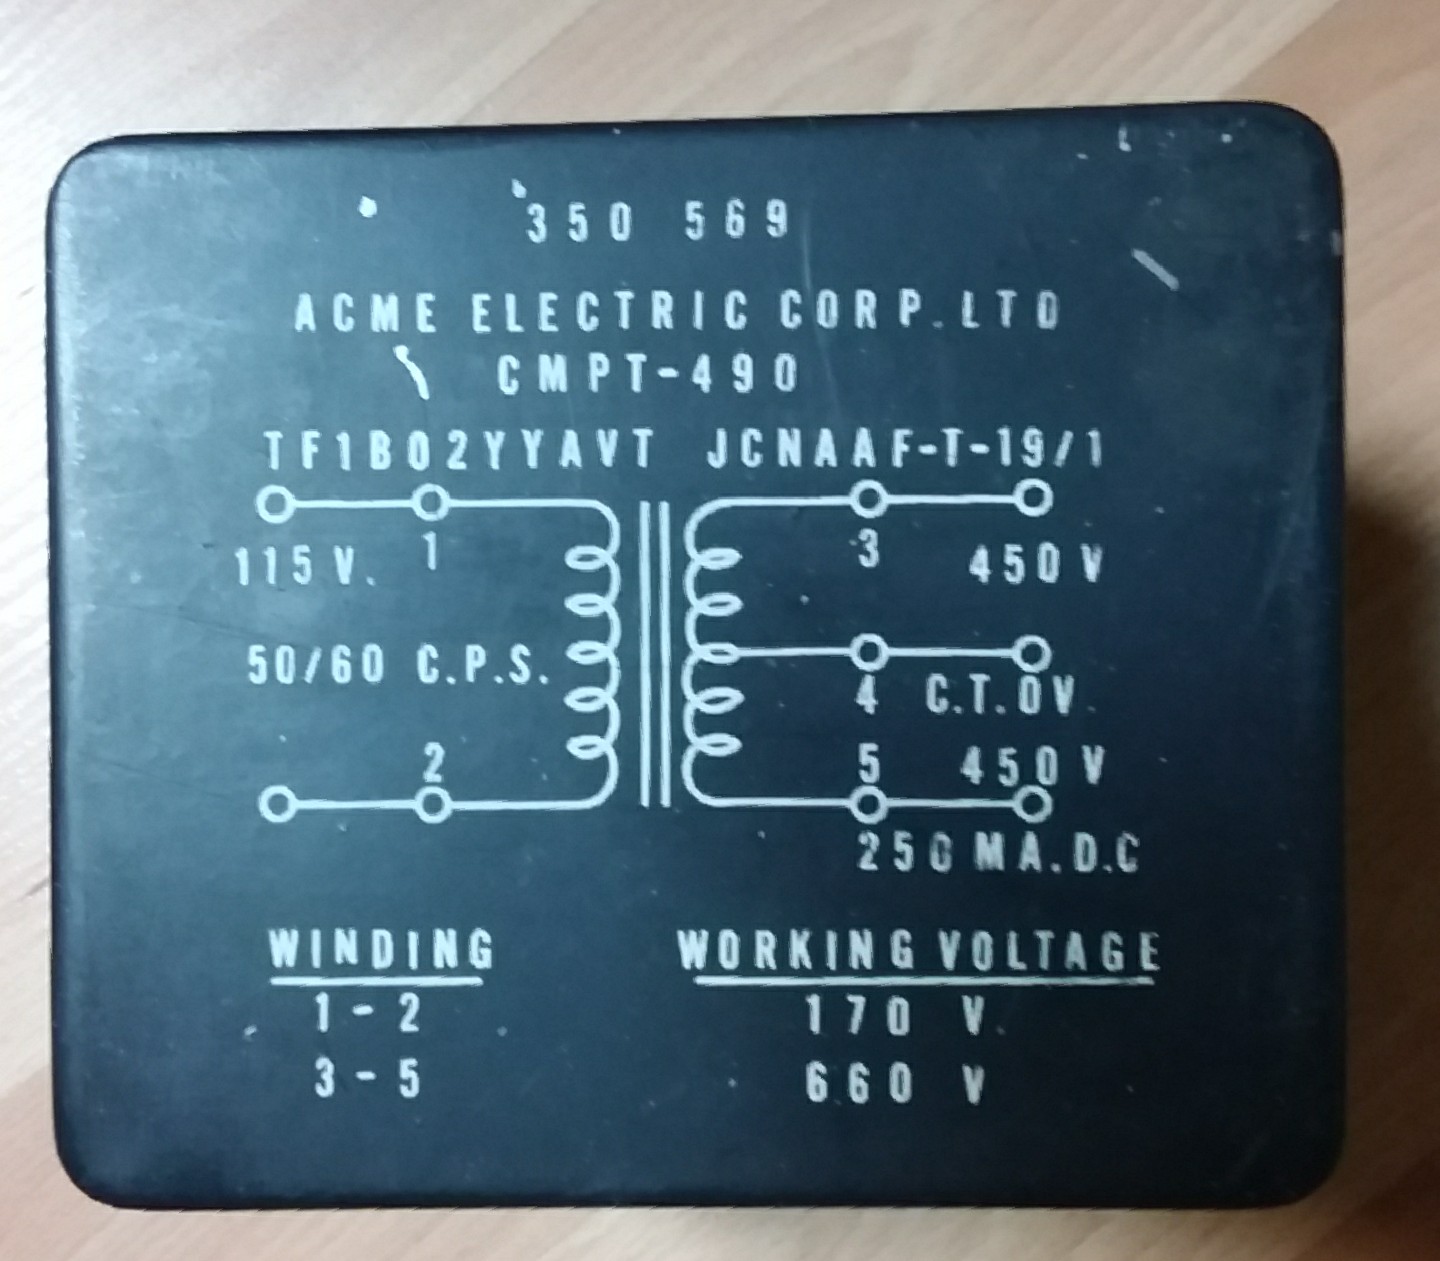 350 569
ACME ELECTRIC CORP. LTD
CMPT-490
TF1B02YYAVT JCNAAF-T-19/1
1 3
115 V. 450 V
50/60 C.P.S. 4 C.T. 0V.
2 5 450 V
250 MA.D.C
WINDING WORKING VOLTAGE
1-2 170 V.
3-5 660 V